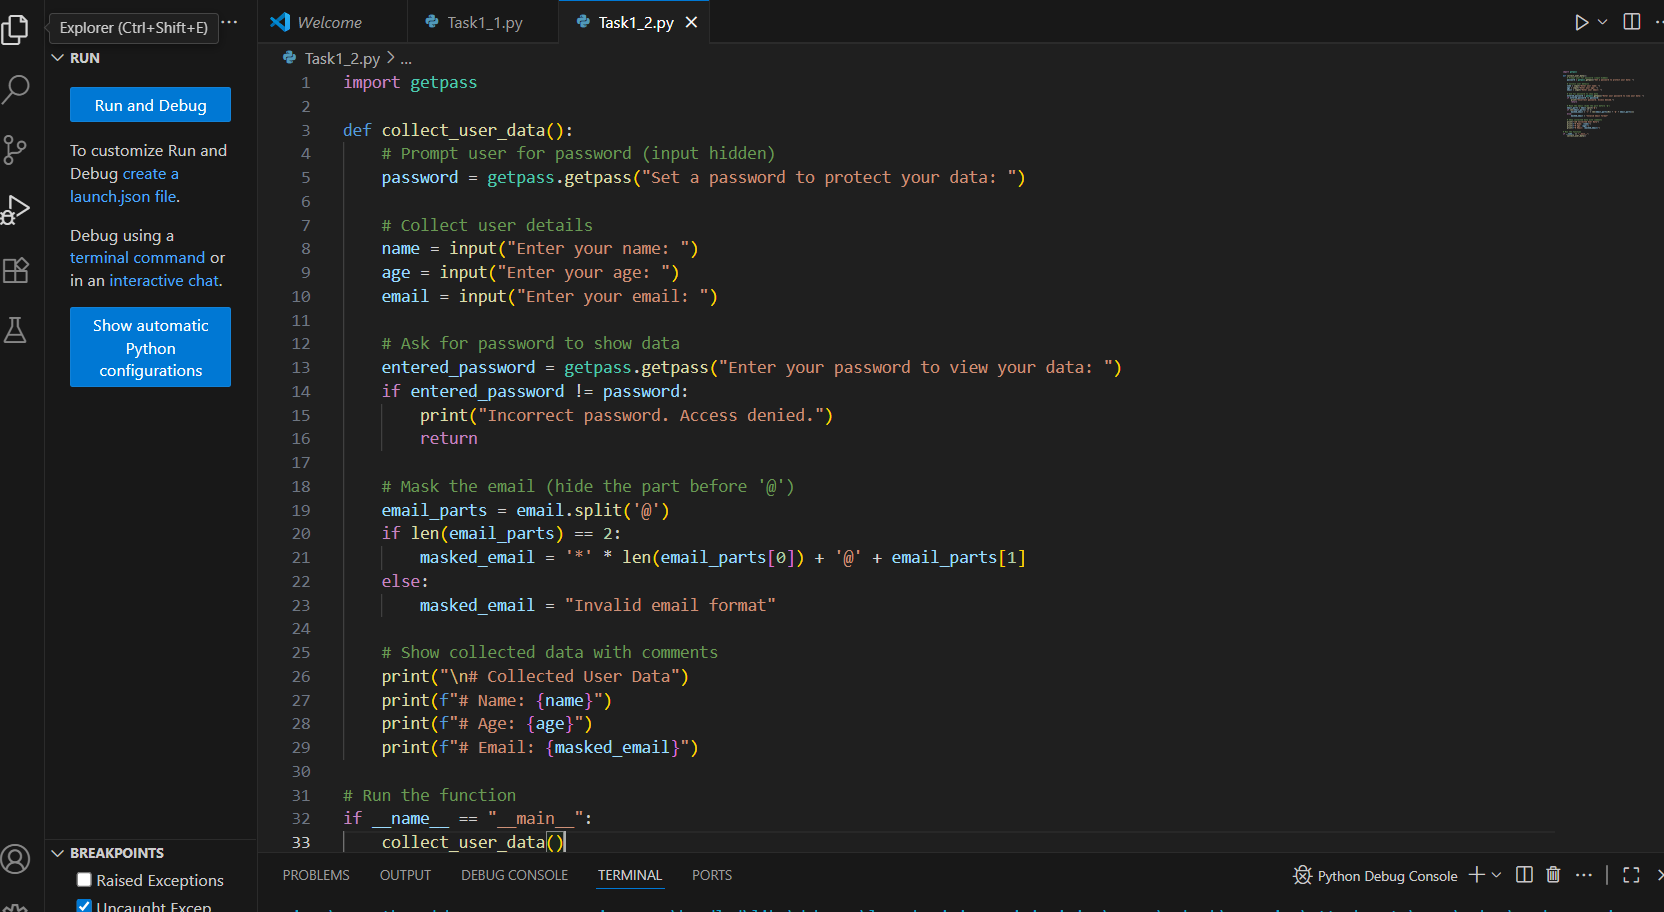 Explorer (Ctrl+Shift+E)
···
RUN
Run and Debug
To customize Run and
Debug create a
launch.json file.
Debug using a
terminal command or
in an interactive chat.
Show automatic
Python
configurations
BREAKPOINTS
Raised Exceptions
Uncaught Excep
Welcome
Task1_1.py
Task1_2.py
Task1_2.py > ...
1 import getpass
2
3 def collect_user_data():
4     # Prompt user for password (input hidden)
5     password = getpass.getpass("Set a password to protect your data: ")
6
7     # Collect user details
8     name = input("Enter your name: ")
9     age = input("Enter your age: ")
10     email = input("Enter your email: ")
11
12     # Ask for password to show data
13     entered_password = getpass.getpass("Enter your password to view your data: ")
14     if entered_password != password:
15         print("Incorrect password. Access denied.")
16         return
17
18     # Mask the email (hide the part before '@')
19     email_parts = email.split('@')
20     if len(email_parts) == 2:
21         masked_email = '*' * len(email_parts[0]) + '@' + email_parts[1]
22     else:
23         masked_email = "Invalid email format"
24
25     # Show collected data with comments
26     print("\n# Collected User Data")
27     print(f"# Name: {name}")
28     print(f"# Age: {age}")
29     print(f"# Email: {masked_email}")
30
31 # Run the function
32 if __name__ == "__main__":
33     collect_user_data()
PROBLEMS OUTPUT DEBUG CONSOLE TERMINAL PORTS
Python Debug Console